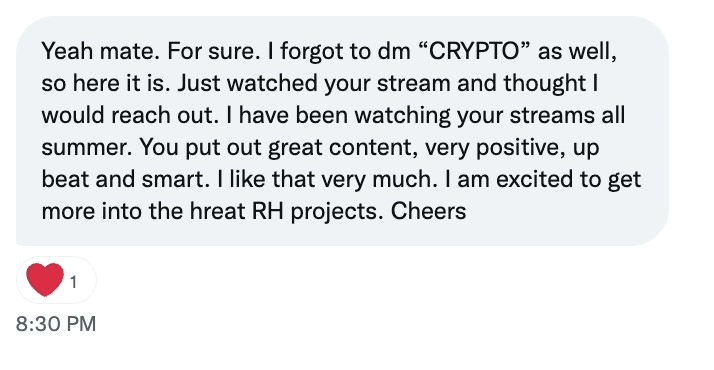 Yeah mate. For sure. I forgot to dm “CRYPTO” as well,
so here it is. Just watched your stream and thought I
would reach out. I have been watching your streams all
summer. You put out great content, very positive, up
beat and smart. I like that very much. I am excited to get
more into the hreat RH projects. Cheers
1
8:30 PM